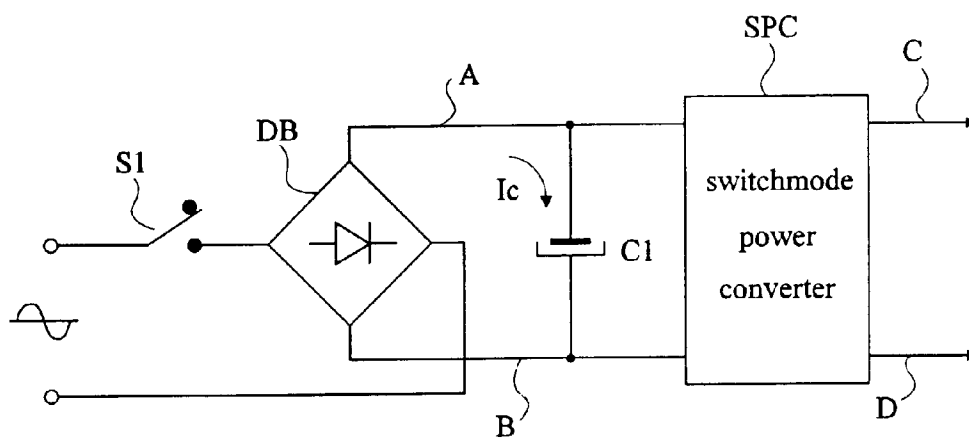 SPC
A
C
DB
S1
Ic
switchmode
power
converter
C1
B
D